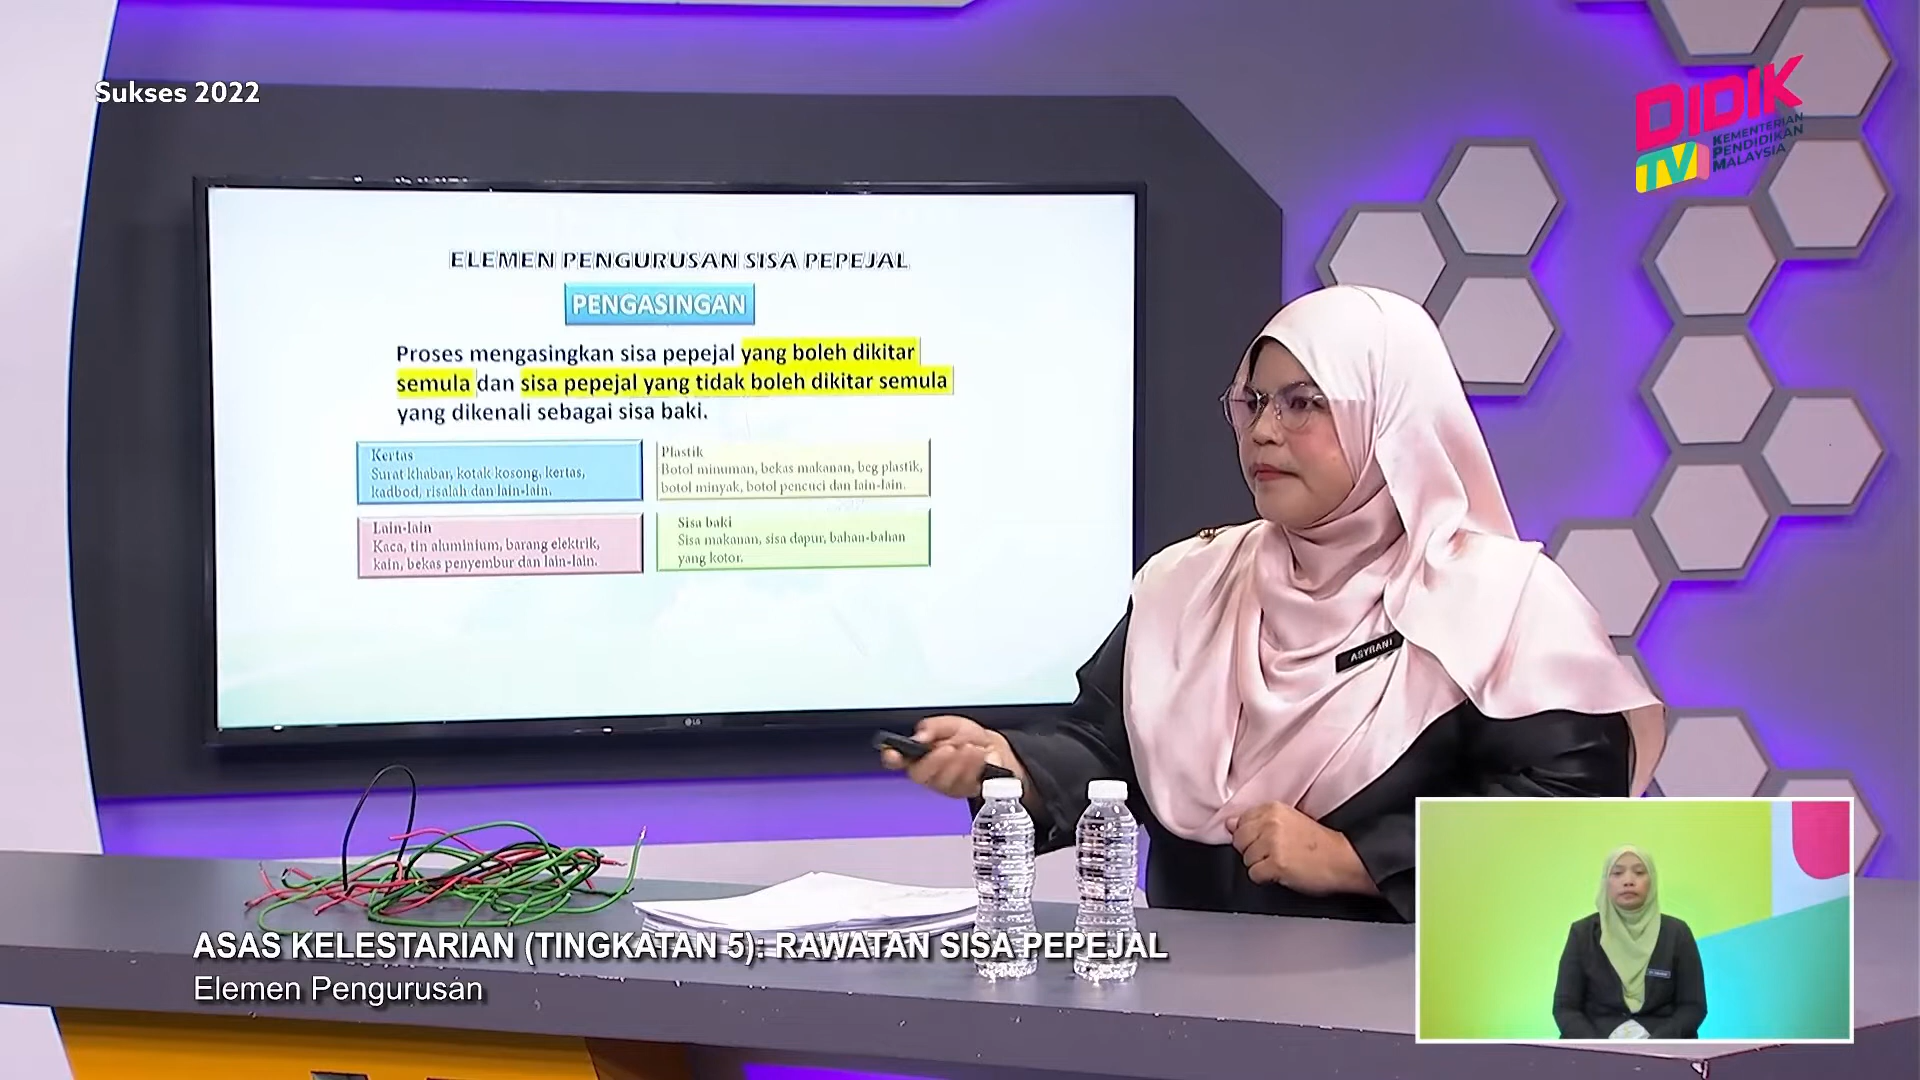 Sukses 2022
DIDIK
TV
KEMENTERIAN
PENDIDIKAN
MALAYSIA
ELEMEN PENGURUSAN SISA PEPEJAL
PENGASINGAN
Proses mengasingkan sisa pepejal yang boleh dikitar
semula dan sisa pepejal yang tidak boleh dikitar semula
yang dikenali sebagai sisa baki.
Kertas
Surat khabar, kotak kosong, kertas,
kadbod, risalah dan lain-lain.
Plastik
Botol minuman, bekas makanan, beg plastik,
botol minyak, botol pencuci dan lain-lain.
Lain-lain
Kaca, tin aluminium, barang elektrik,
kain, bekas penyembur dan lain-lain.
Sisa baki
Sisa makanan, sisa dapur, bahan-bahan
yang kotor.
LG
ASYRANI
ASAS KELESTARIAN (TINGKATAN 5): RAWATAN SISA PEPEJAL
Elemen Pengurusan